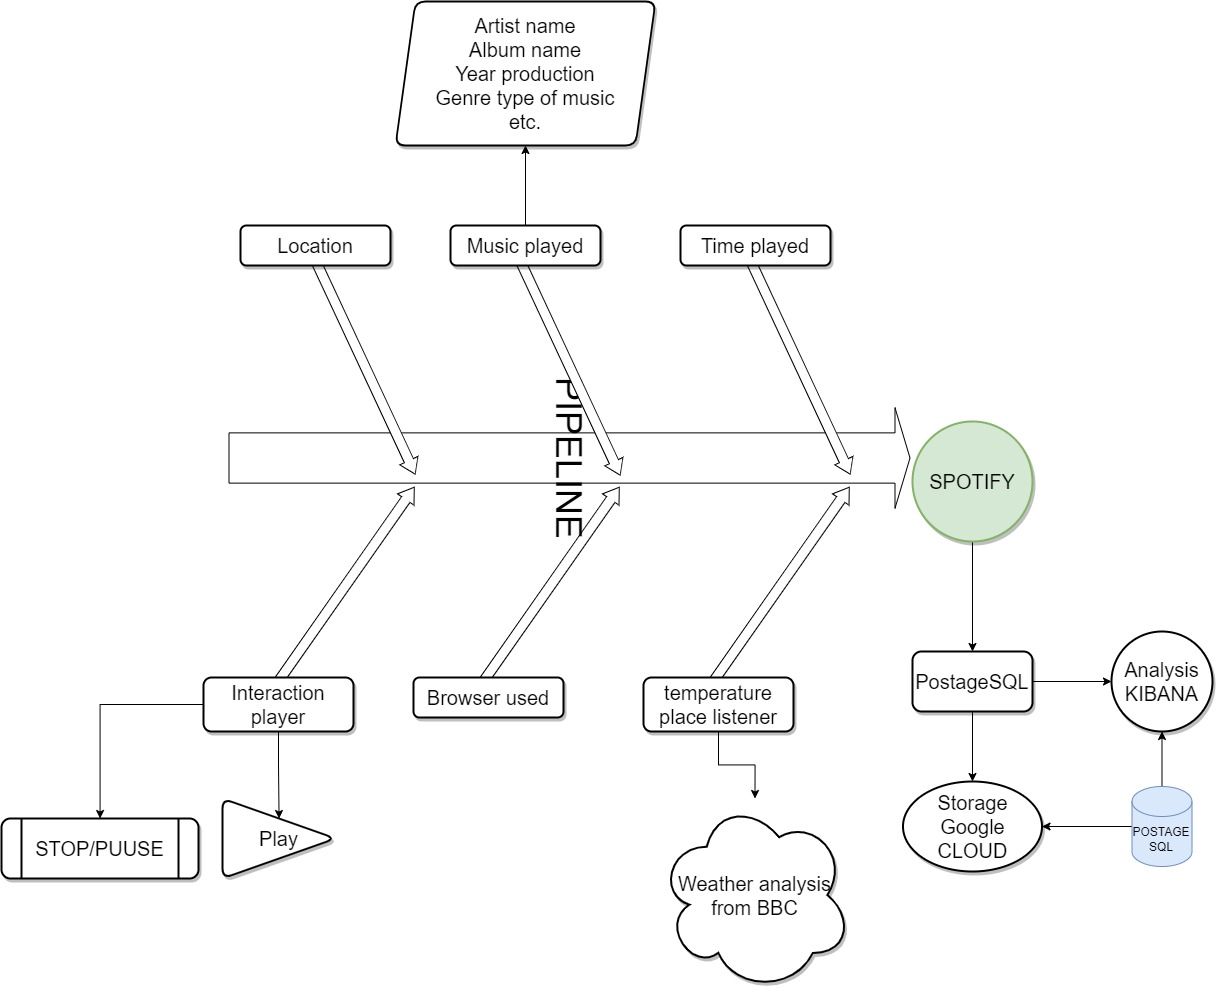 Artist name
Album name
Year production
Genre type of music
etc.
Location
Music played
Time played
PIPELINE
SPOTIFY
Interaction
player
Browser used
temperature
place listener
PostageSQL
Analysis
KIBANA
STOP/PUUSE
Play
Storage
Google
CLOUD
POSTAGE
SQL
Weather analysis
from BBC